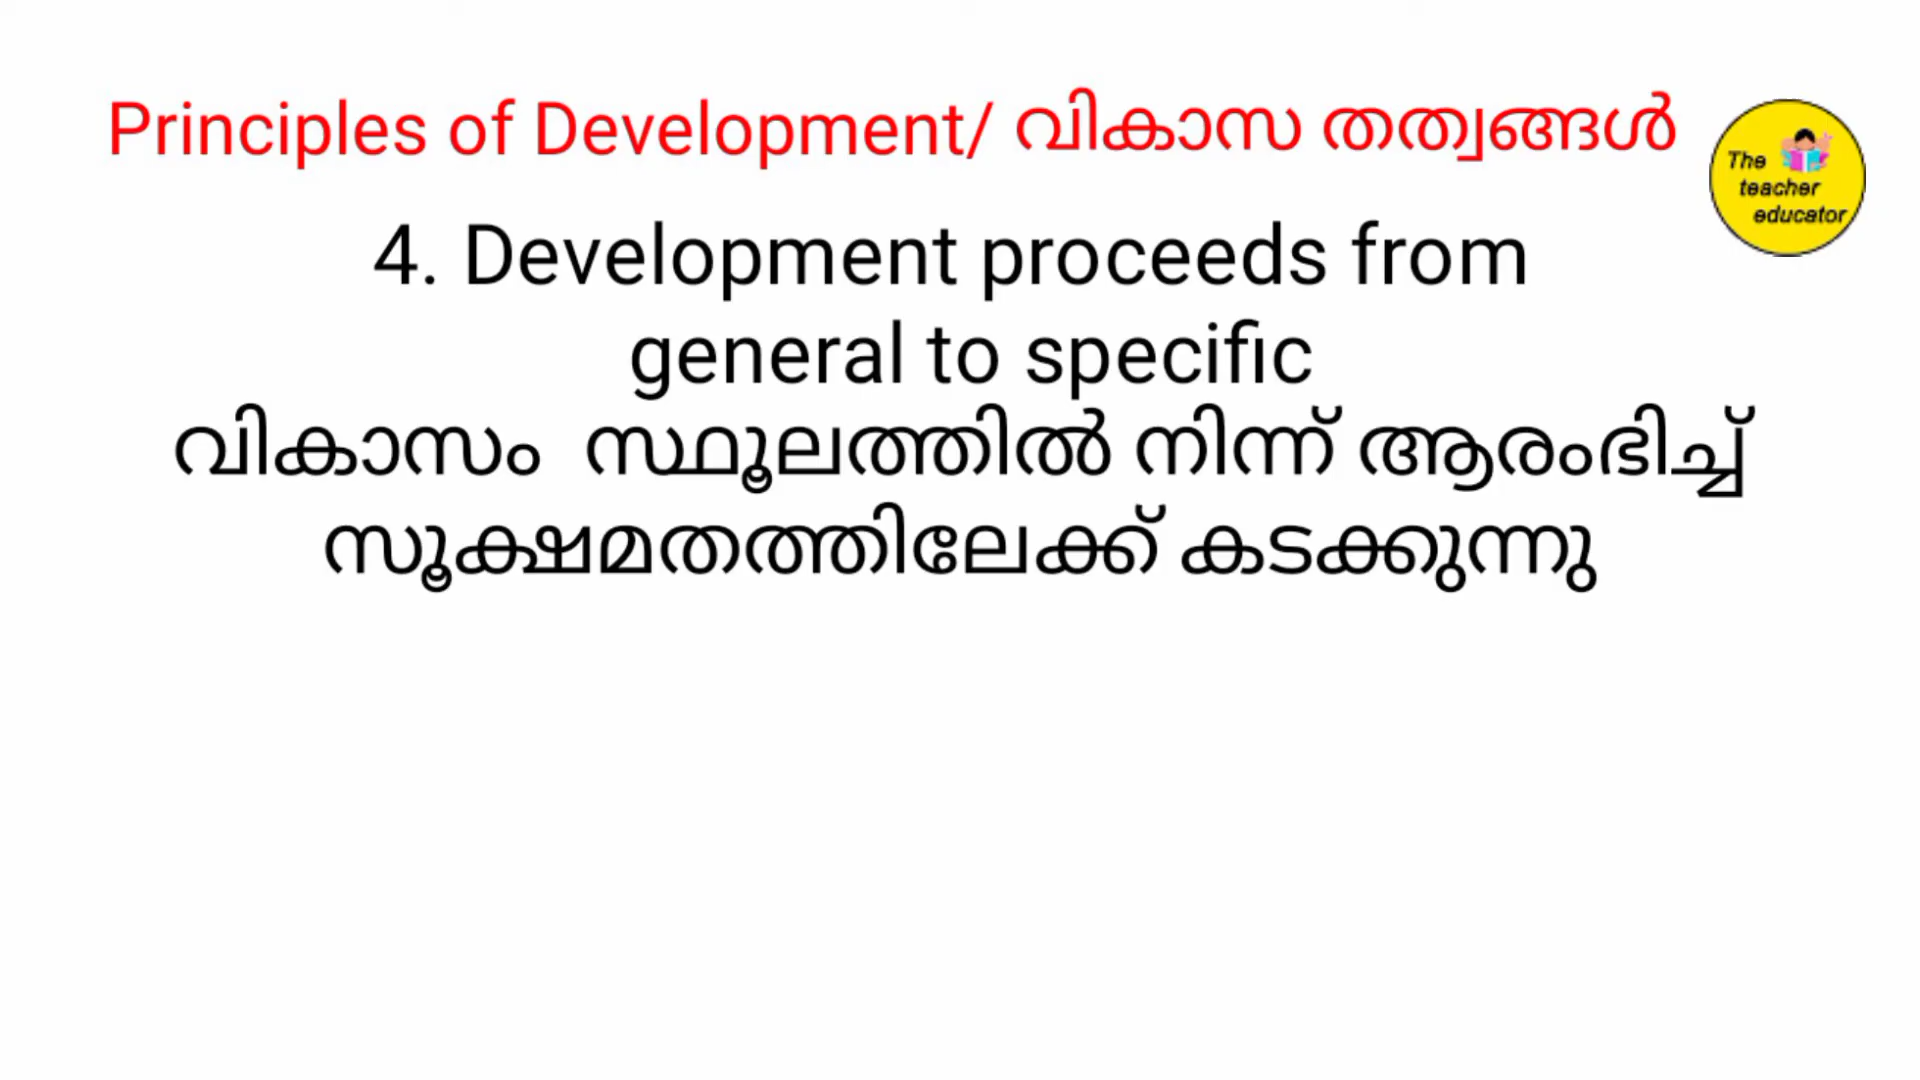 Principles of Development/ വികാസ തത്വങ്ങൾ
The
teacher
educator
4. Development proceeds from
general to specific
വികാസം സ്ഥൂലത്തിൽ നിന്ന് ആരംഭിച്ച്
സൂക്ഷമതത്തിലേക്ക് കടക്കുന്നു